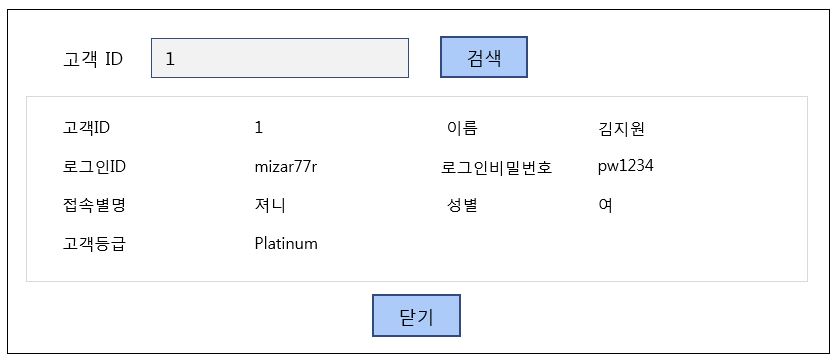 고객 ID 1 검색
고객ID 1 이름 김지원
로그인ID mizar77r 로그인비밀번호 pw1234
접속별명 져니 성별 여
고객등급 Platinum
닫기